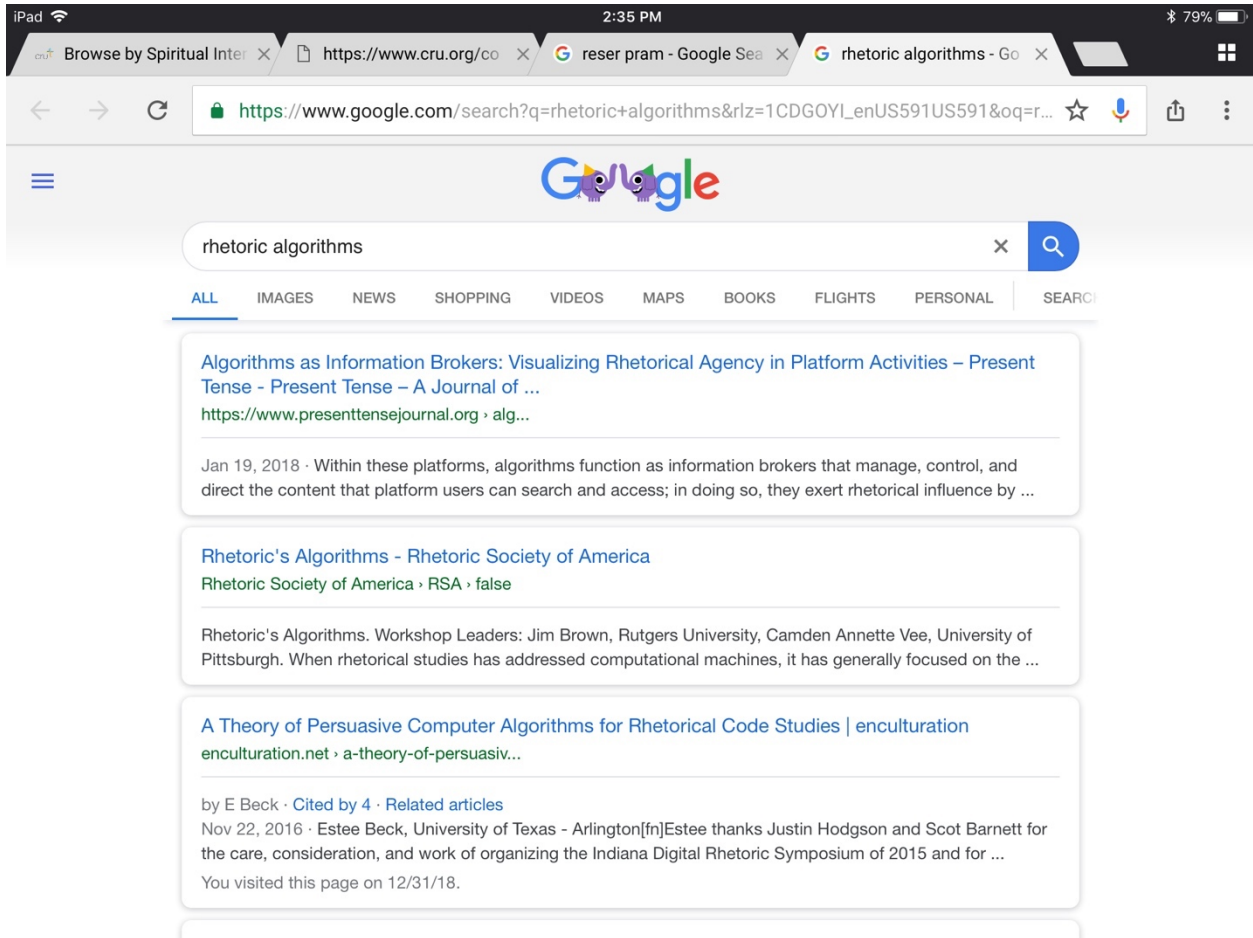 iPad 2:35 PM 79%
cru Browse by Spiritual Inter https://www.cru.org/co reser pram - Google Sea rhetoric algorithms - Go
https://www.google.com/search?q=rhetoric+algorithms&rlz=1CDGOYI_enUS591US591&oq=r...
Google
rhetoric algorithms
ALL IMAGES NEWS SHOPPING VIDEOS MAPS BOOKS FLIGHTS PERSONAL SEARC
Algorithms as Information Brokers: Visualizing Rhetorical Agency in Platform Activities – Present
Tense - Present Tense – A Journal of ...
https://www.presenttensejournal.org › alg...
Jan 19, 2018 · Within these platforms, algorithms function as information brokers that manage, control, and
direct the content that platform users can search and access; in doing so, they exert rhetorical influence by ...
Rhetoric's Algorithms - Rhetoric Society of America
Rhetoric Society of America › RSA › false
Rhetoric's Algorithms. Workshop Leaders: Jim Brown, Rutgers University, Camden Annette Vee, University of
Pittsburgh. When rhetorical studies has addressed computational machines, it has generally focused on the ...
A Theory of Persuasive Computer Algorithms for Rhetorical Code Studies | enculturation
enculturation.net › a-theory-of-persuasiv...
by E Beck · Cited by 4 · Related articles
Nov 22, 2016 · Estee Beck, University of Texas - Arlington[fn]Estee thanks Justin Hodgson and Scot Barnett for
the care, consideration, and work of organizing the Indiana Digital Rhetoric Symposium of 2015 and for ...
You visited this page on 12/31/18.